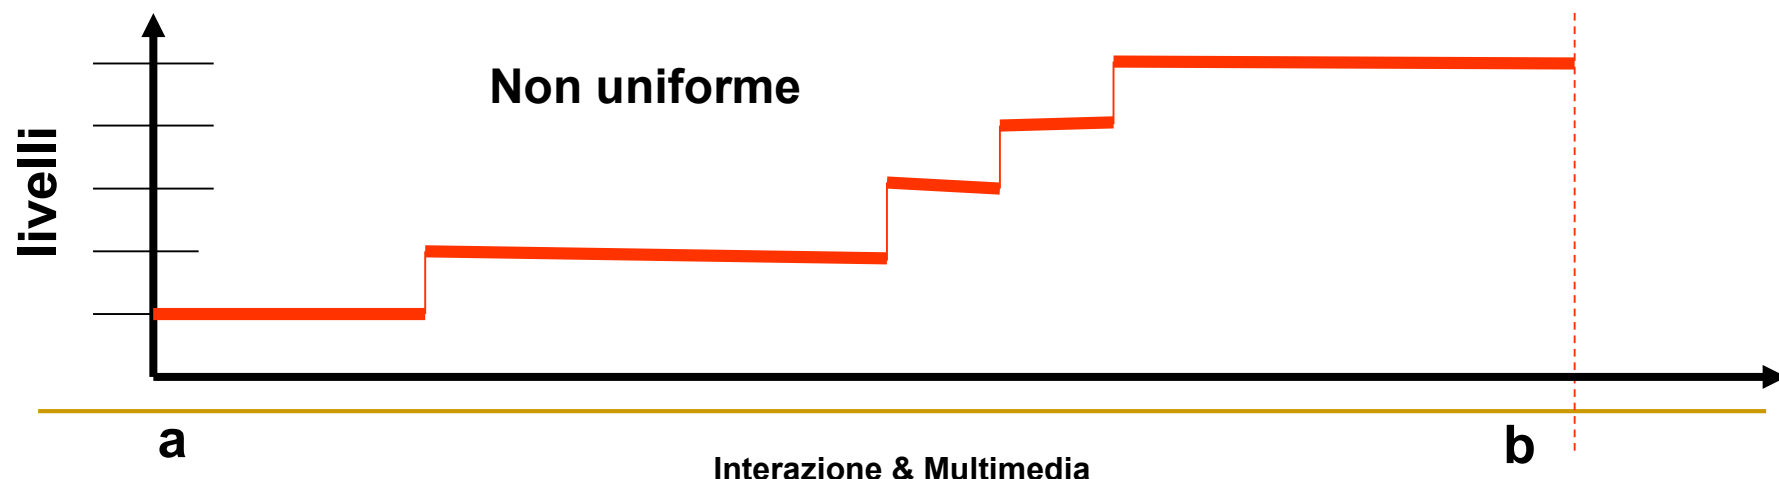 Non uniforme
livelli
a
b
Interazione & Multimedia